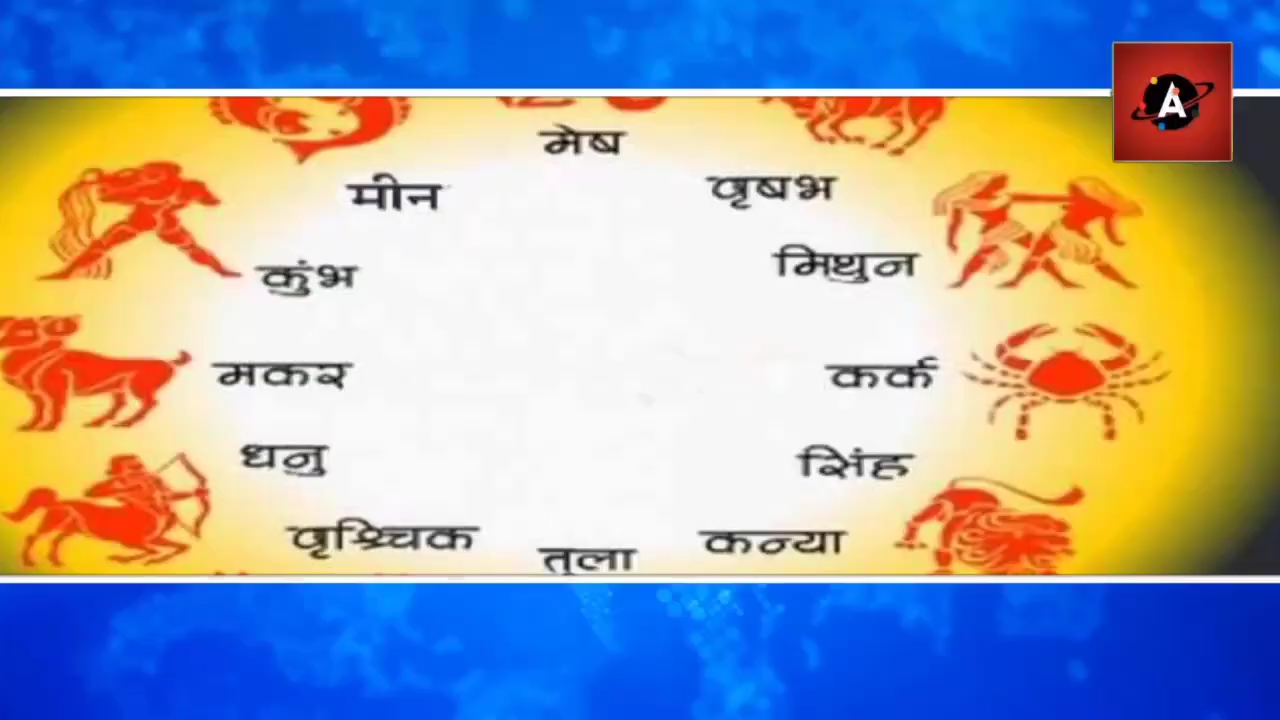 A
मेष
मीन
वृषभ
कुंभ
मिथुन
मकर
कर्क
धनु
सिंह
वृश्चिक
तुला
कन्या